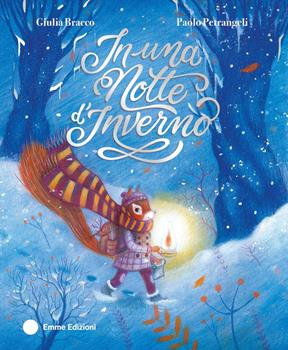 Giulia Bracco Paolo Petrangeli
In una
Notte
d'Inverno
Emme Edizioni